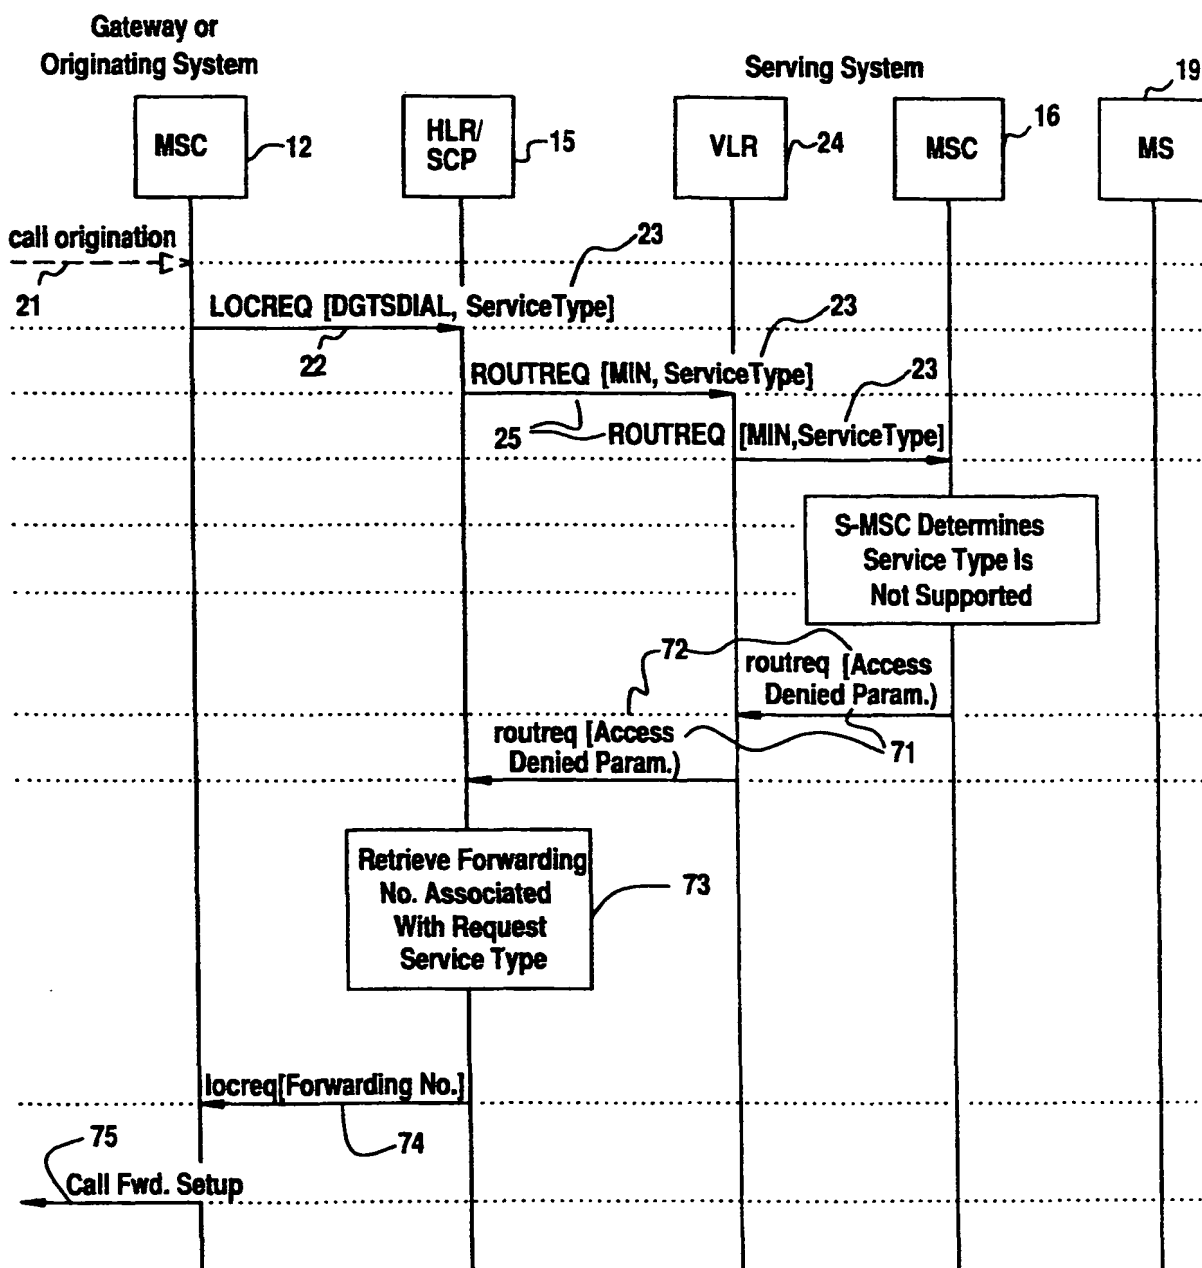 Gateway or
Originating System
Serving System
19
MSC
12
HLR/
SCP
15
VLR
24
MSC
16
MS
call origination
21
23
LOCREQ [DGTSDIAL, ServiceType]
22
23
ROUTREQ [MIN, ServiceType]
23
25
ROUTREQ [MIN,ServiceType]
S-MSC Determines
Service Type Is
Not Supported
72
routreq [Access
Denied Param.)
routreq [Access
Denied Param.)
71
Retrieve Forwarding
No. Associated
With Request
Service Type
73
locreq[Forwarding No.]
74
75
Call Fwd. Setup